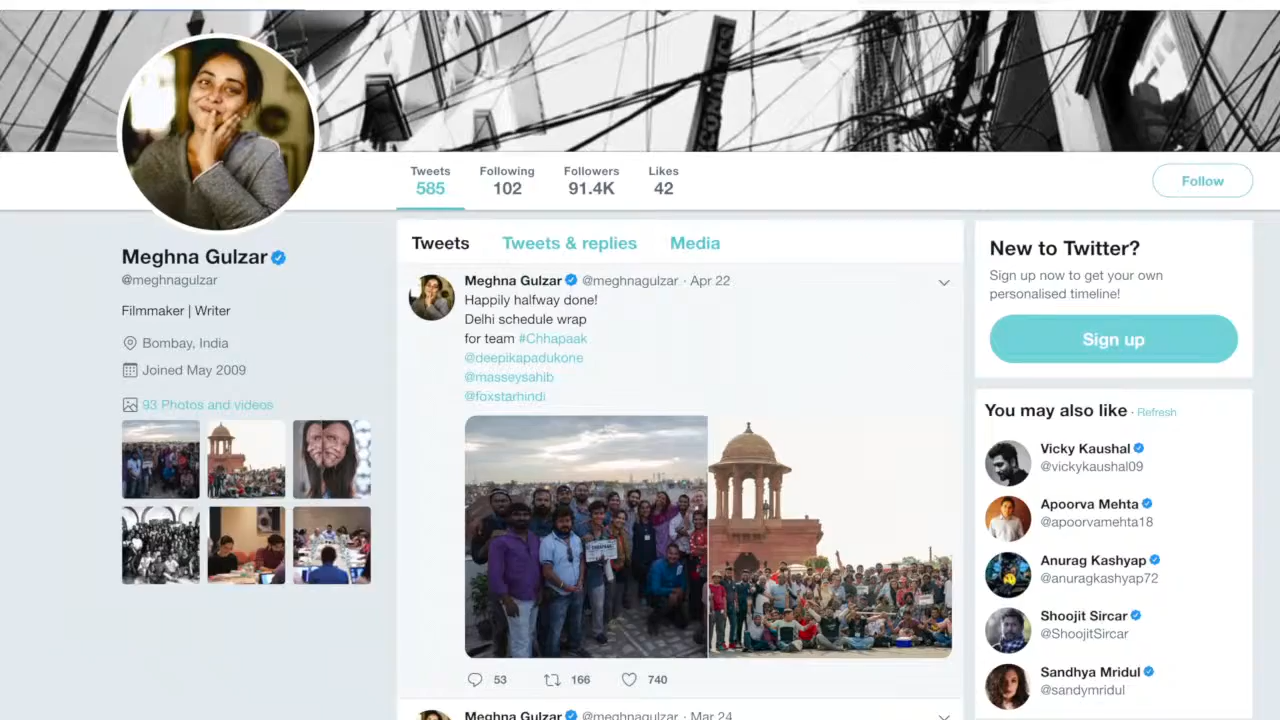 COMICS
Tweets
585
Following
102
Followers
91.4K
Likes
42
Follow
Meghna Gulzar
@meghnagulzar
Filmmaker | Writer
Bombay, India
Joined May 2009
93 Photos and videos
Tweets
Tweets & replies
Media
Meghna Gulzar @meghnagulzar · Apr 22
Happily halfway done!
Delhi schedule wrap
for team #Chhapaak
@deepikapadukone
@masseysahib
@foxstarhindi
53
166
740
Meghna Gulzar @meghnagulzar · Mar 24
New to Twitter?
Sign up now to get your own
personalised timeline!
Sign up
You may also like · Refresh
Vicky Kaushal
@vickykaushal09
Apoorva Mehta
@apoorvamehta18
Anurag Kashyap
@anuragkashyap72
Shoojit Sircar
@ShoojitSircar
Sandhya Mridul
@sandymridul